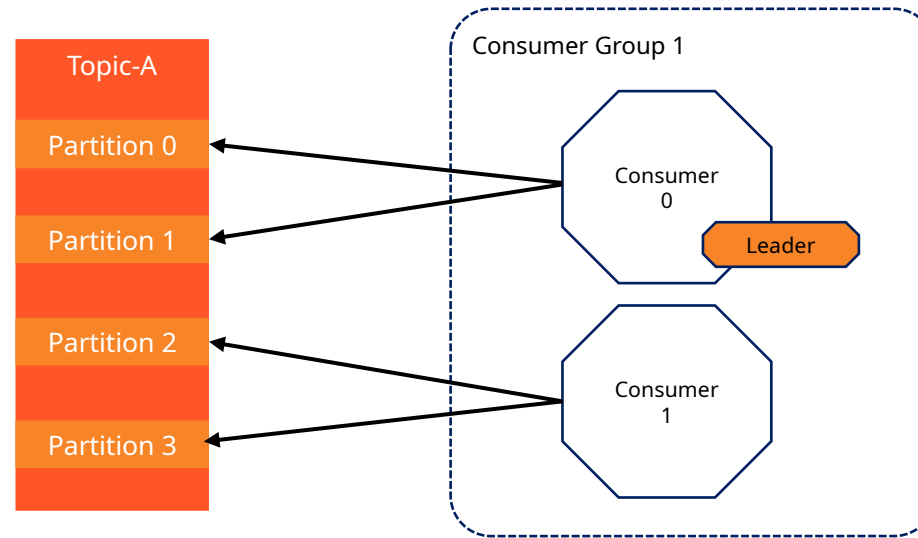 Topic-A
Partition 0
Partition 1
Partition 2
Partition 3
Consumer Group 1
Consumer
0
Leader
Consumer
1